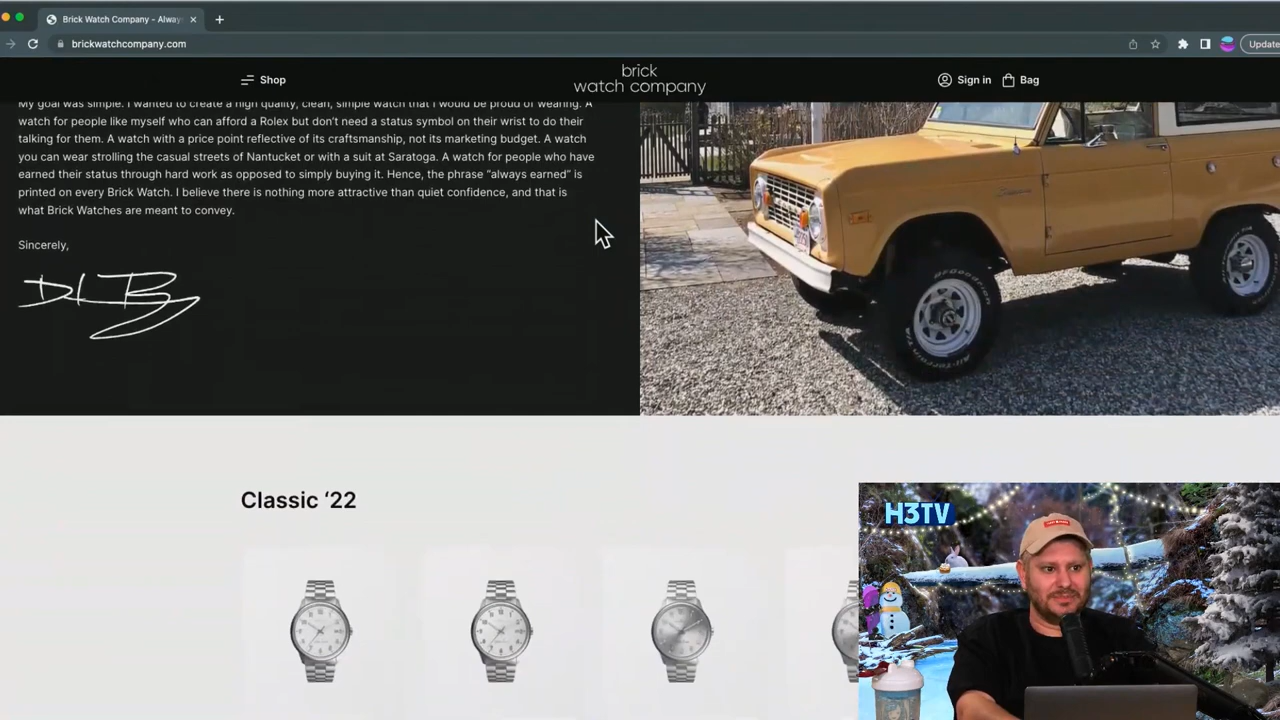 Brick Watch Company – Alway
brickwatchcompany.com
Update
Shop
brick
watch company
Sign in
Bag
My goal was simple. I wanted to create a high quality, clean, simple watch that I would be proud of wearing. A
watch for people like myself who can afford a Rolex but don’t need a status symbol on their wrist to do their
talking for them. A watch with a price point reflective of its craftsmanship, not its marketing budget. A watch
you can wear strolling the casual streets of Nantucket or with a suit at Saratoga. A watch for people who have
earned their status through hard work as opposed to simply buying it. Hence, the phrase “always earned” is
printed on every Brick Watch. I believe there is nothing more attractive than quiet confidence, and that is
what Brick Watches are meant to convey.
Sincerely,
BFGoodrich
All-Terrain T/A
Classic ‘22
H3TV